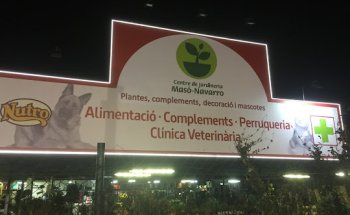 Centre de Jardineria
Masó-Navarro
Plantes, complements, decoració i mascotes
Nutro
Alimentació · Complements · Perruqueria
Clínica Veterinària